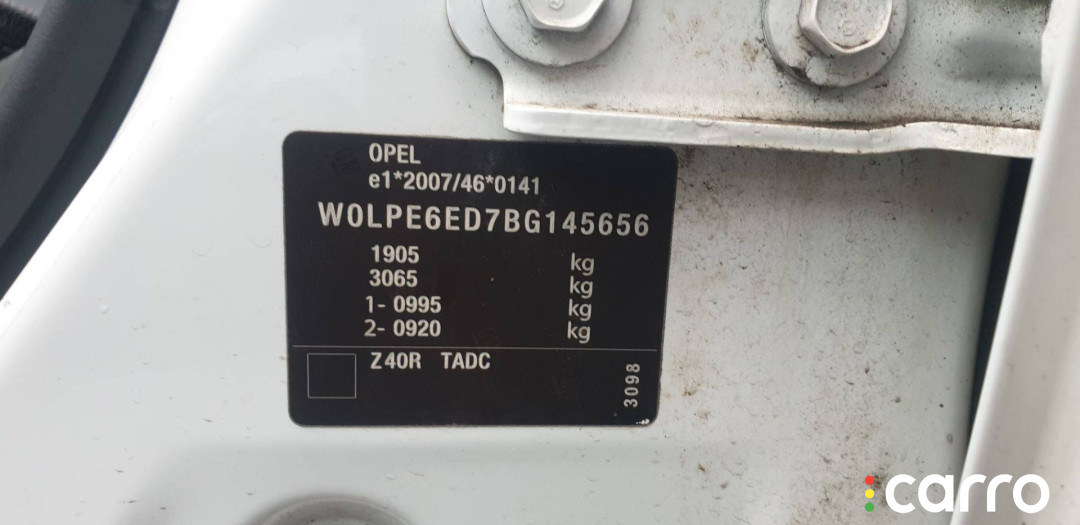 OPEL
e1*2007/46*0141
W0LPE6ED7BG145656
1905 kg
3065 kg
1- 0995 kg
2- 0920 kg
Z40R TADC
3098
carro